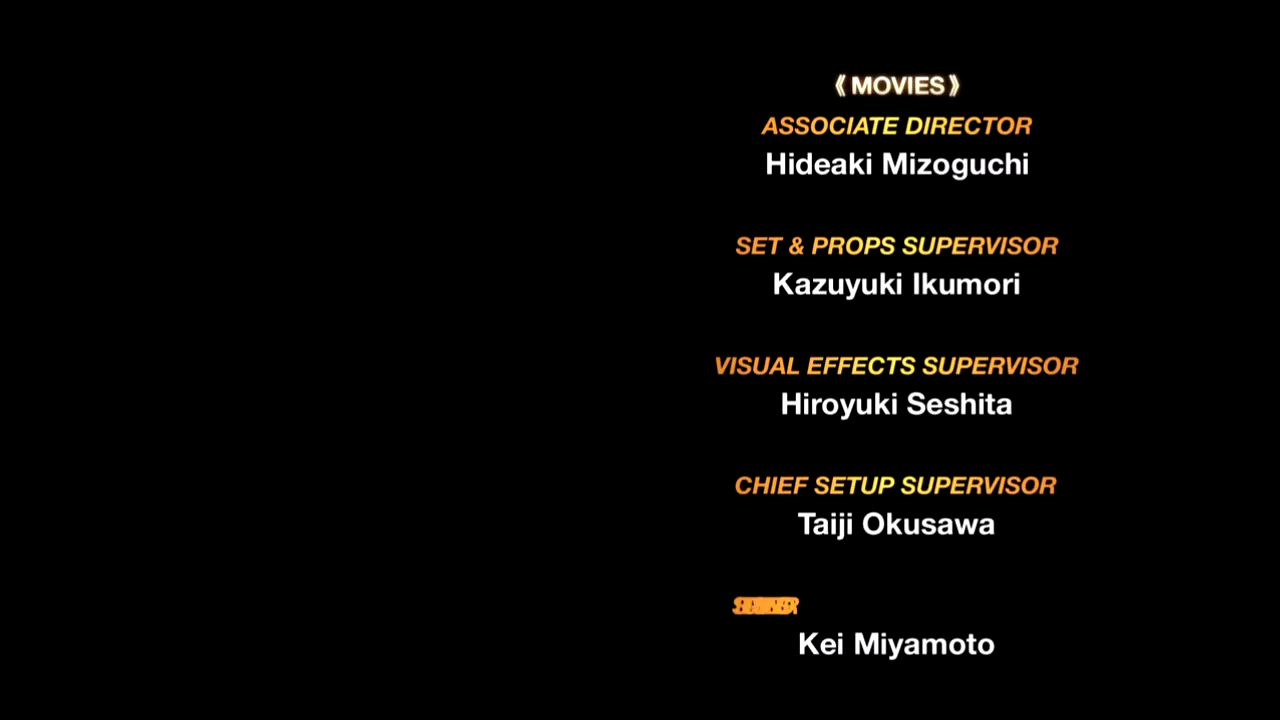 《MOVIES》
ASSOCIATE DIRECTOR
Hideaki Mizoguchi
SET & PROPS SUPERVISOR
Kazuyuki Ikumori
VISUAL EFFECTS SUPERVISOR
Hiroyuki Seshita
CHIEF SETUP SUPERVISOR
Taiji Okusawa
Kei Miyamoto